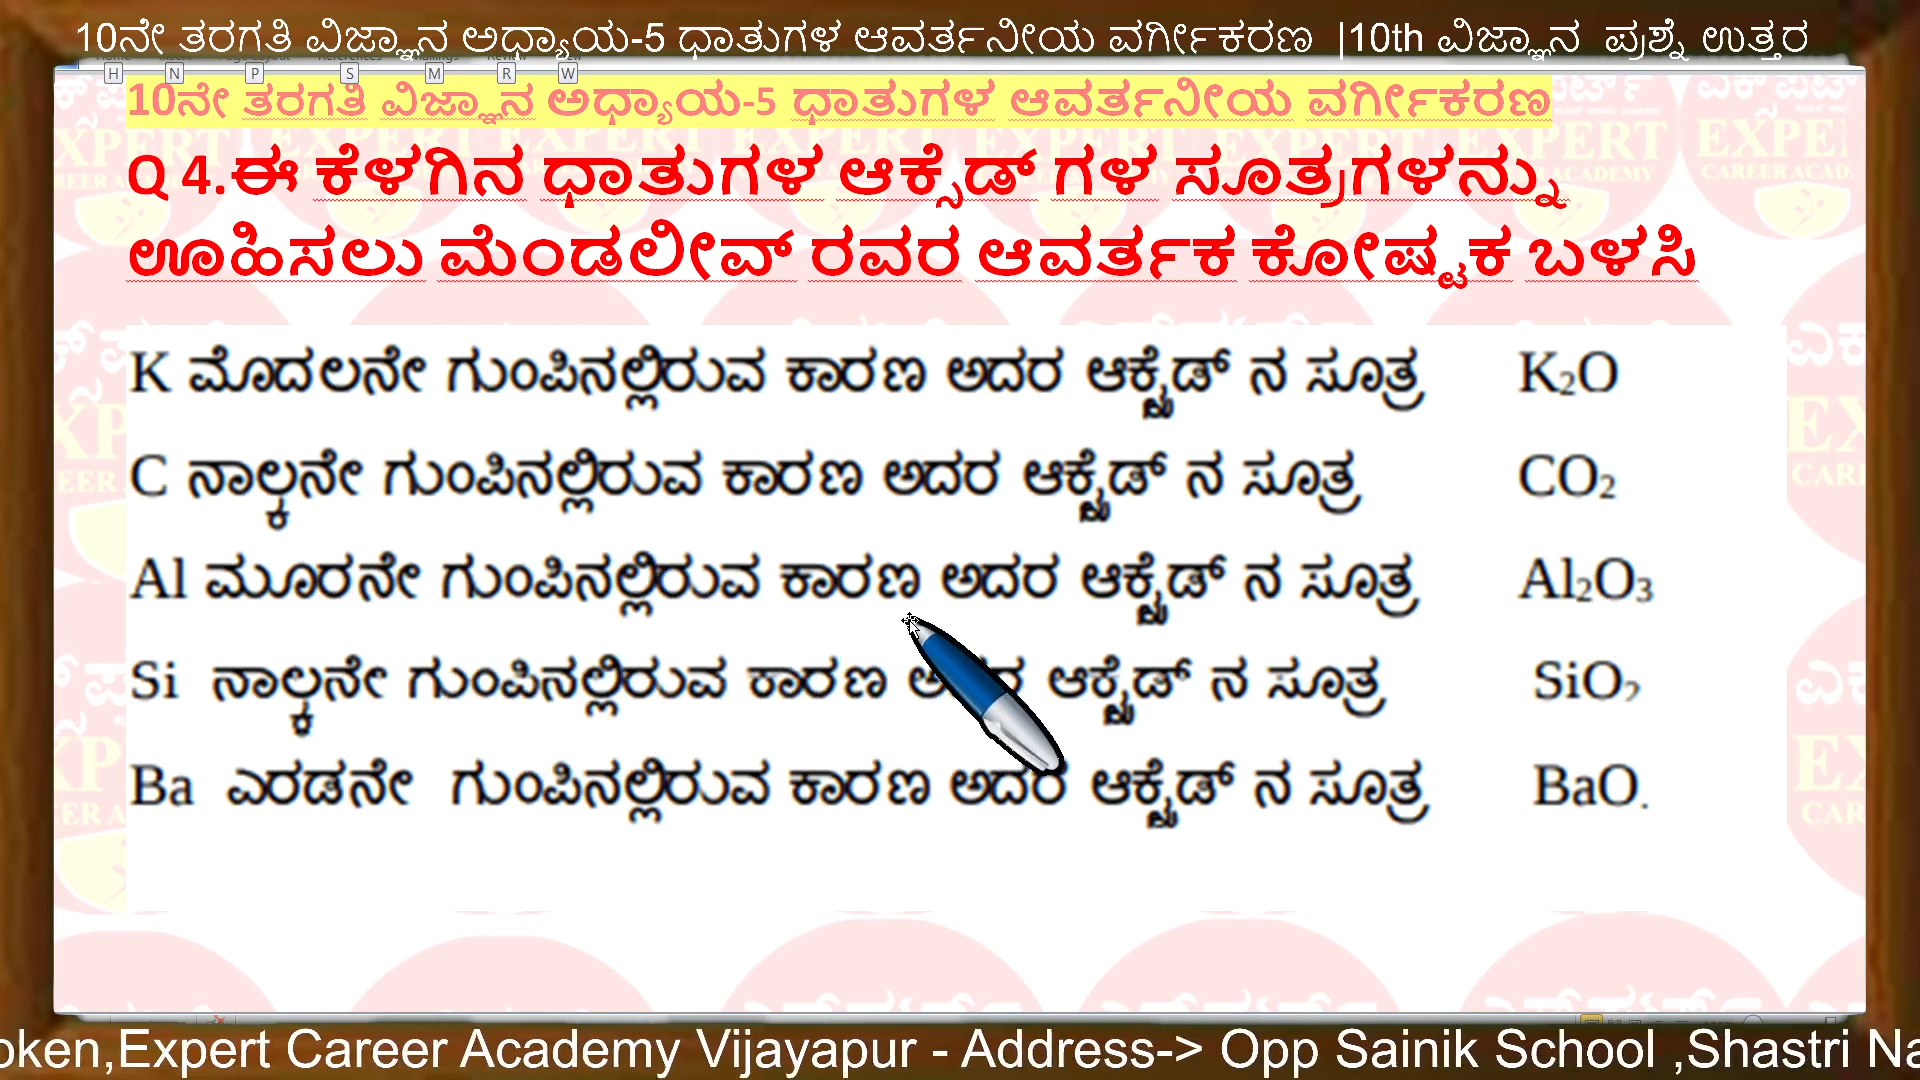 10ನೇ ತರಗತಿ ವಿಜ್ಞಾನ ಅಧ್ಯಾಯ-5 ಧಾತುಗಳ ಆವರ್ತನೀಯ ವರ್ಗೀಕರಣ |10th ವಿಜ್ಞಾನ ಪ್ರಶ್ನೆ ಉತ್ತರ
H N P S M R W
10ನೇ ತರಗತಿ ವಿಜ್ಞಾನ ಅಧ್ಯಾಯ-5 ಧಾತುಗಳ ಆವರ್ತನೀಯ ವರ್ಗೀಕರಣ
Q 4.ಈ ಕೆಳಗಿನ ಧಾತುಗಳ ಆಕ್ಸೆಡ್ ಗಳ ಸೂತ್ರಗಳನ್ನು
ಊಹಿಸಲು ಮೆಂಡಲೀವ್ ರವರ ಆವರ್ತಕ ಕೋಷ್ಟಕ ಬಳಸಿ
K ಮೊದಲನೇ ಗುಂಪಿನಲ್ಲಿರುವ ಕಾರಣ ಅದರ ಆಕ್ಸೈಡ್ ನ ಸೂತ್ರ K₂O
C ನಾಲ್ಕನೇ ಗುಂಪಿನಲ್ಲಿರುವ ಕಾರಣ ಅದರ ಆಕ್ಸೈಡ್ ನ ಸೂತ್ರ CO₂
Al ಮೂರನೇ ಗುಂಪಿನಲ್ಲಿರುವ ಕಾರಣ ಅದರ ಆಕ್ಸೈಡ್ ನ ಸೂತ್ರ Al₂O₃
Si ನಾಲ್ಕನೇ ಗುಂಪಿನಲ್ಲಿರುವ ಕಾರಣ ಅದರ ಆಕ್ಸೈಡ್ ನ ಸೂತ್ರ SiO₂
Ba ಎರಡನೇ ಗುಂಪಿನಲ್ಲಿರುವ ಕಾರಣ ಅದರ ಆಕ್ಸೈಡ್ ನ ಸೂತ್ರ BaO.
oken,Expert Career Academy Vijayapur - Address-> Opp Sainik School ,Shastri Na